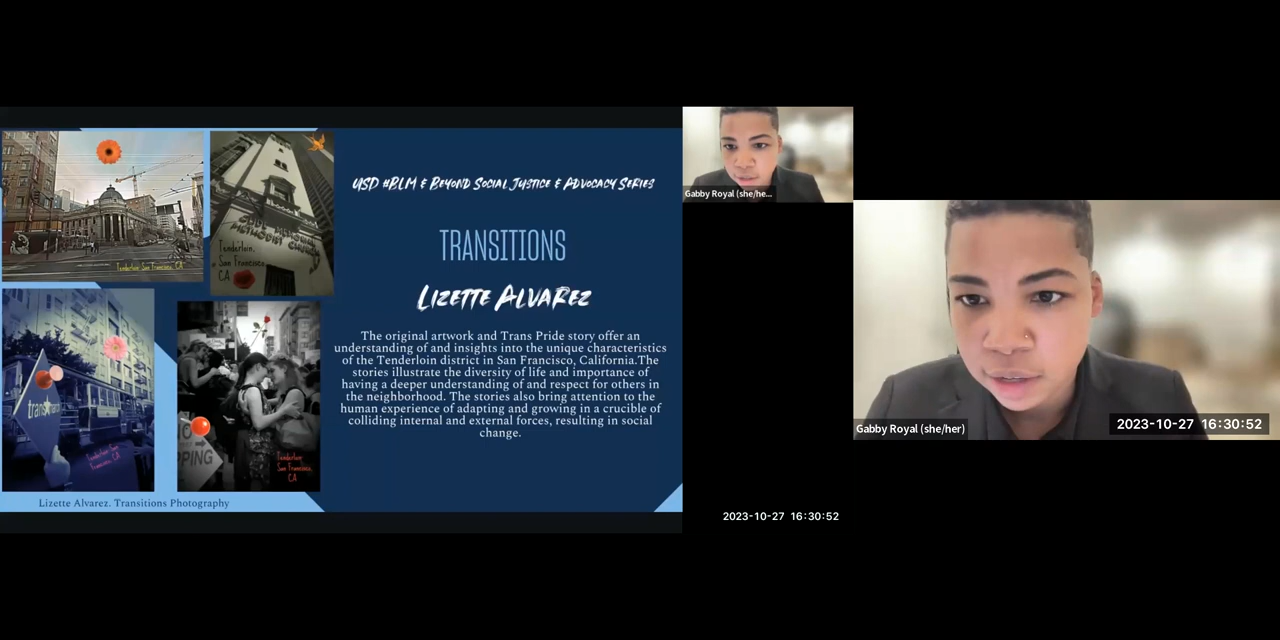 USD #BLM & Beyond Social Justice & Advocacy Series
TRANSITIONS
Lizette Alvarez
The original artwork and Trans Pride story offer an
understanding of and insights into the unique characteristics
of the Tenderloin district in San Francisco, California.The
stories illustrate the diversity of life and importance of
having a deeper understanding of and respect for others in
the neighborhood. The stories also bring attention to the
human experience of adapting and growing in a crucible of
colliding internal and external forces, resulting in social
change.
Tenderloin, San Francisco, CA
Tenderloin,
San Francisco,
CA
Tenderloin
San Francisco,
CA
Tenderloin
San Francisco,
CA
Lizette Alvarez. Transitions Photography
Gabby Royal (she/he...
Gabby Royal (she/her)
2023-10-27 16:30:52
2023-10-27 16:30:52